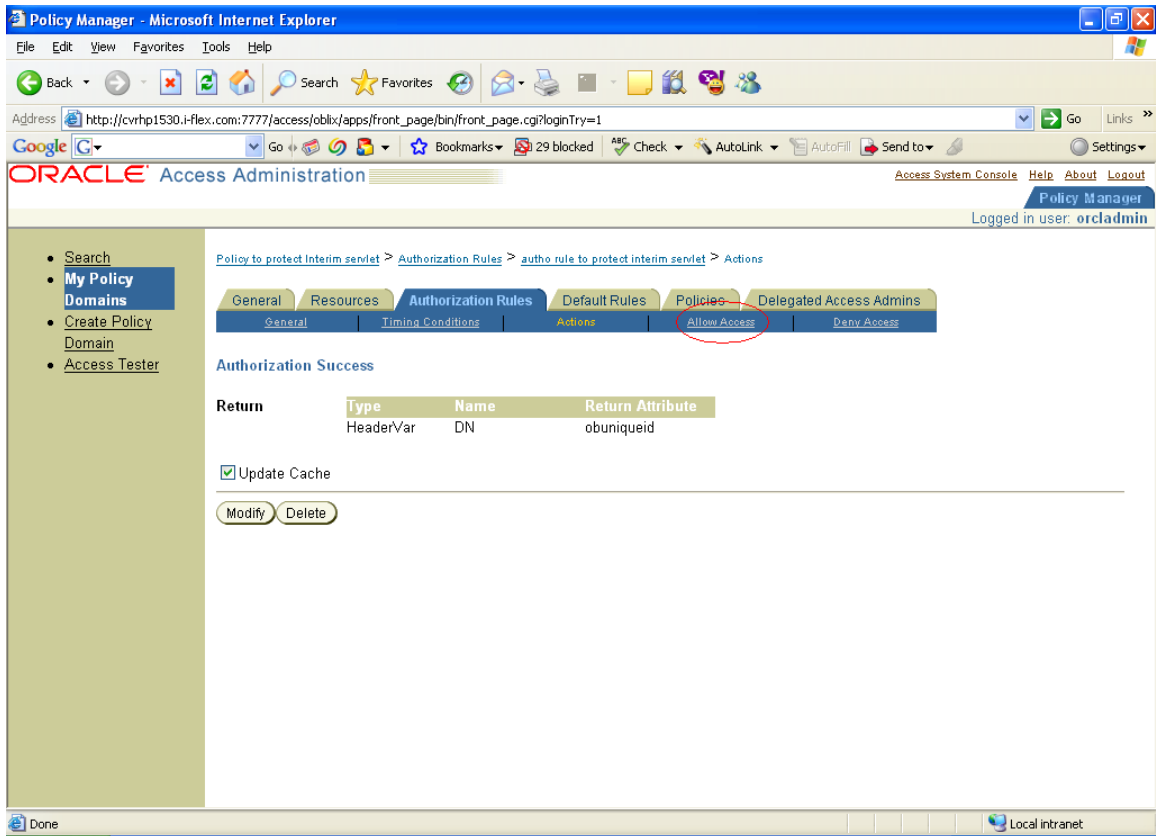 Policy Manager - Microsoft Internet Explorer
File Edit View Favorites Tools Help
Back Search Favorites
Address http://cvrhp1530.i-flex.com:7777/access/oblix/apps/front_page/bin/front_page.cgi?loginTry=1 Go Links »
Google G Go Bookmarks 29 blocked ABC Check AutoLink AutoFill Send to Settings
ORACLE Access Administration
Access System Console Help About Logout
Policy Manager
Logged in user: orcladmin
Search
My Policy
Domains
Create Policy
Domain
Access Tester
Policy to protect Interim servlet > Authorization Rules > autho rule to protect interim servlet > Actions
General Resources Authorization Rules Default Rules Policies Delegated Access Admins
General Timing Conditions Actions Allow Access Deny Access
Authorization Success
Return Type Name Return Attribute
HeaderVar DN obuniqueid
Update Cache
Modify Delete
Done Local intranet